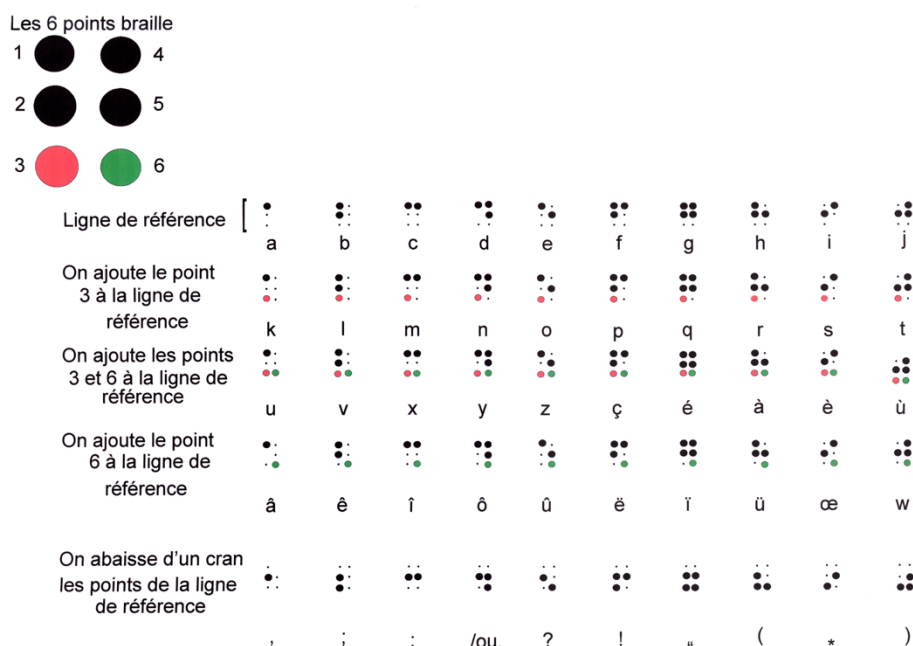 Les 6 points braille
1 4
2 5
3 6
Ligne de référence
a b c d e f g h i j
On ajoute le point
3 à la ligne de
référence
k l m n o p q r s t
On ajoute les points
3 et 6 à la ligne de
référence
u v x y z ç é à è ù
On ajoute le point
6 à la ligne de
référence
â ê î ô û ë ï ü œ w
On abaisse d'un cran
les points de la ligne
de référence
, ; : /ou. ? ! “ ( * )